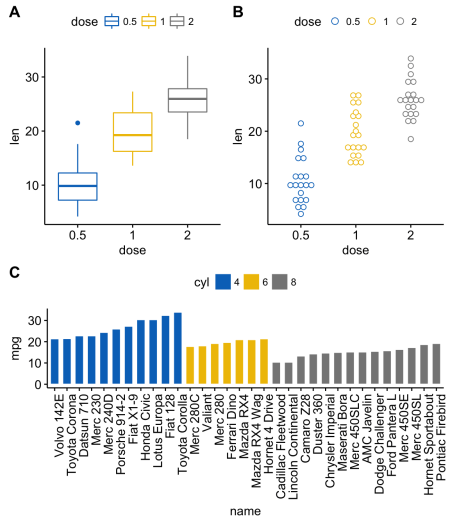 A
dose 0.5 1 2
30
20
10
len
0.5 1 2
dose
B
dose 0.5 1 2
30
20
10
len
0.5 1 2
dose
C
cyl 4 6 8
30
20
10
0
mpg
Volvo 142E
Toyota Corona
Datsun 710
Merc 230
Merc 240D
Porsche 914-2
Fiat X1-9
Honda Civic
Lotus Europa
Fiat 128
Toyota Corolla
Merc 280C
Valiant
Merc 280
Ferrari Dino
Mazda RX4
Mazda RX4 Wag
Hornet 4 Drive
Cadillac Fleetwood
Lincoln Continental
Camaro Z28
Duster 360
Chrysler Imperial
Maserati Bora
Merc 450SLC
AMC Javelin
Dodge Challenger
Ford Pantera L
Merc 450SE
Merc 450SL
Hornet Sportabout
Pontiac Firebird
name